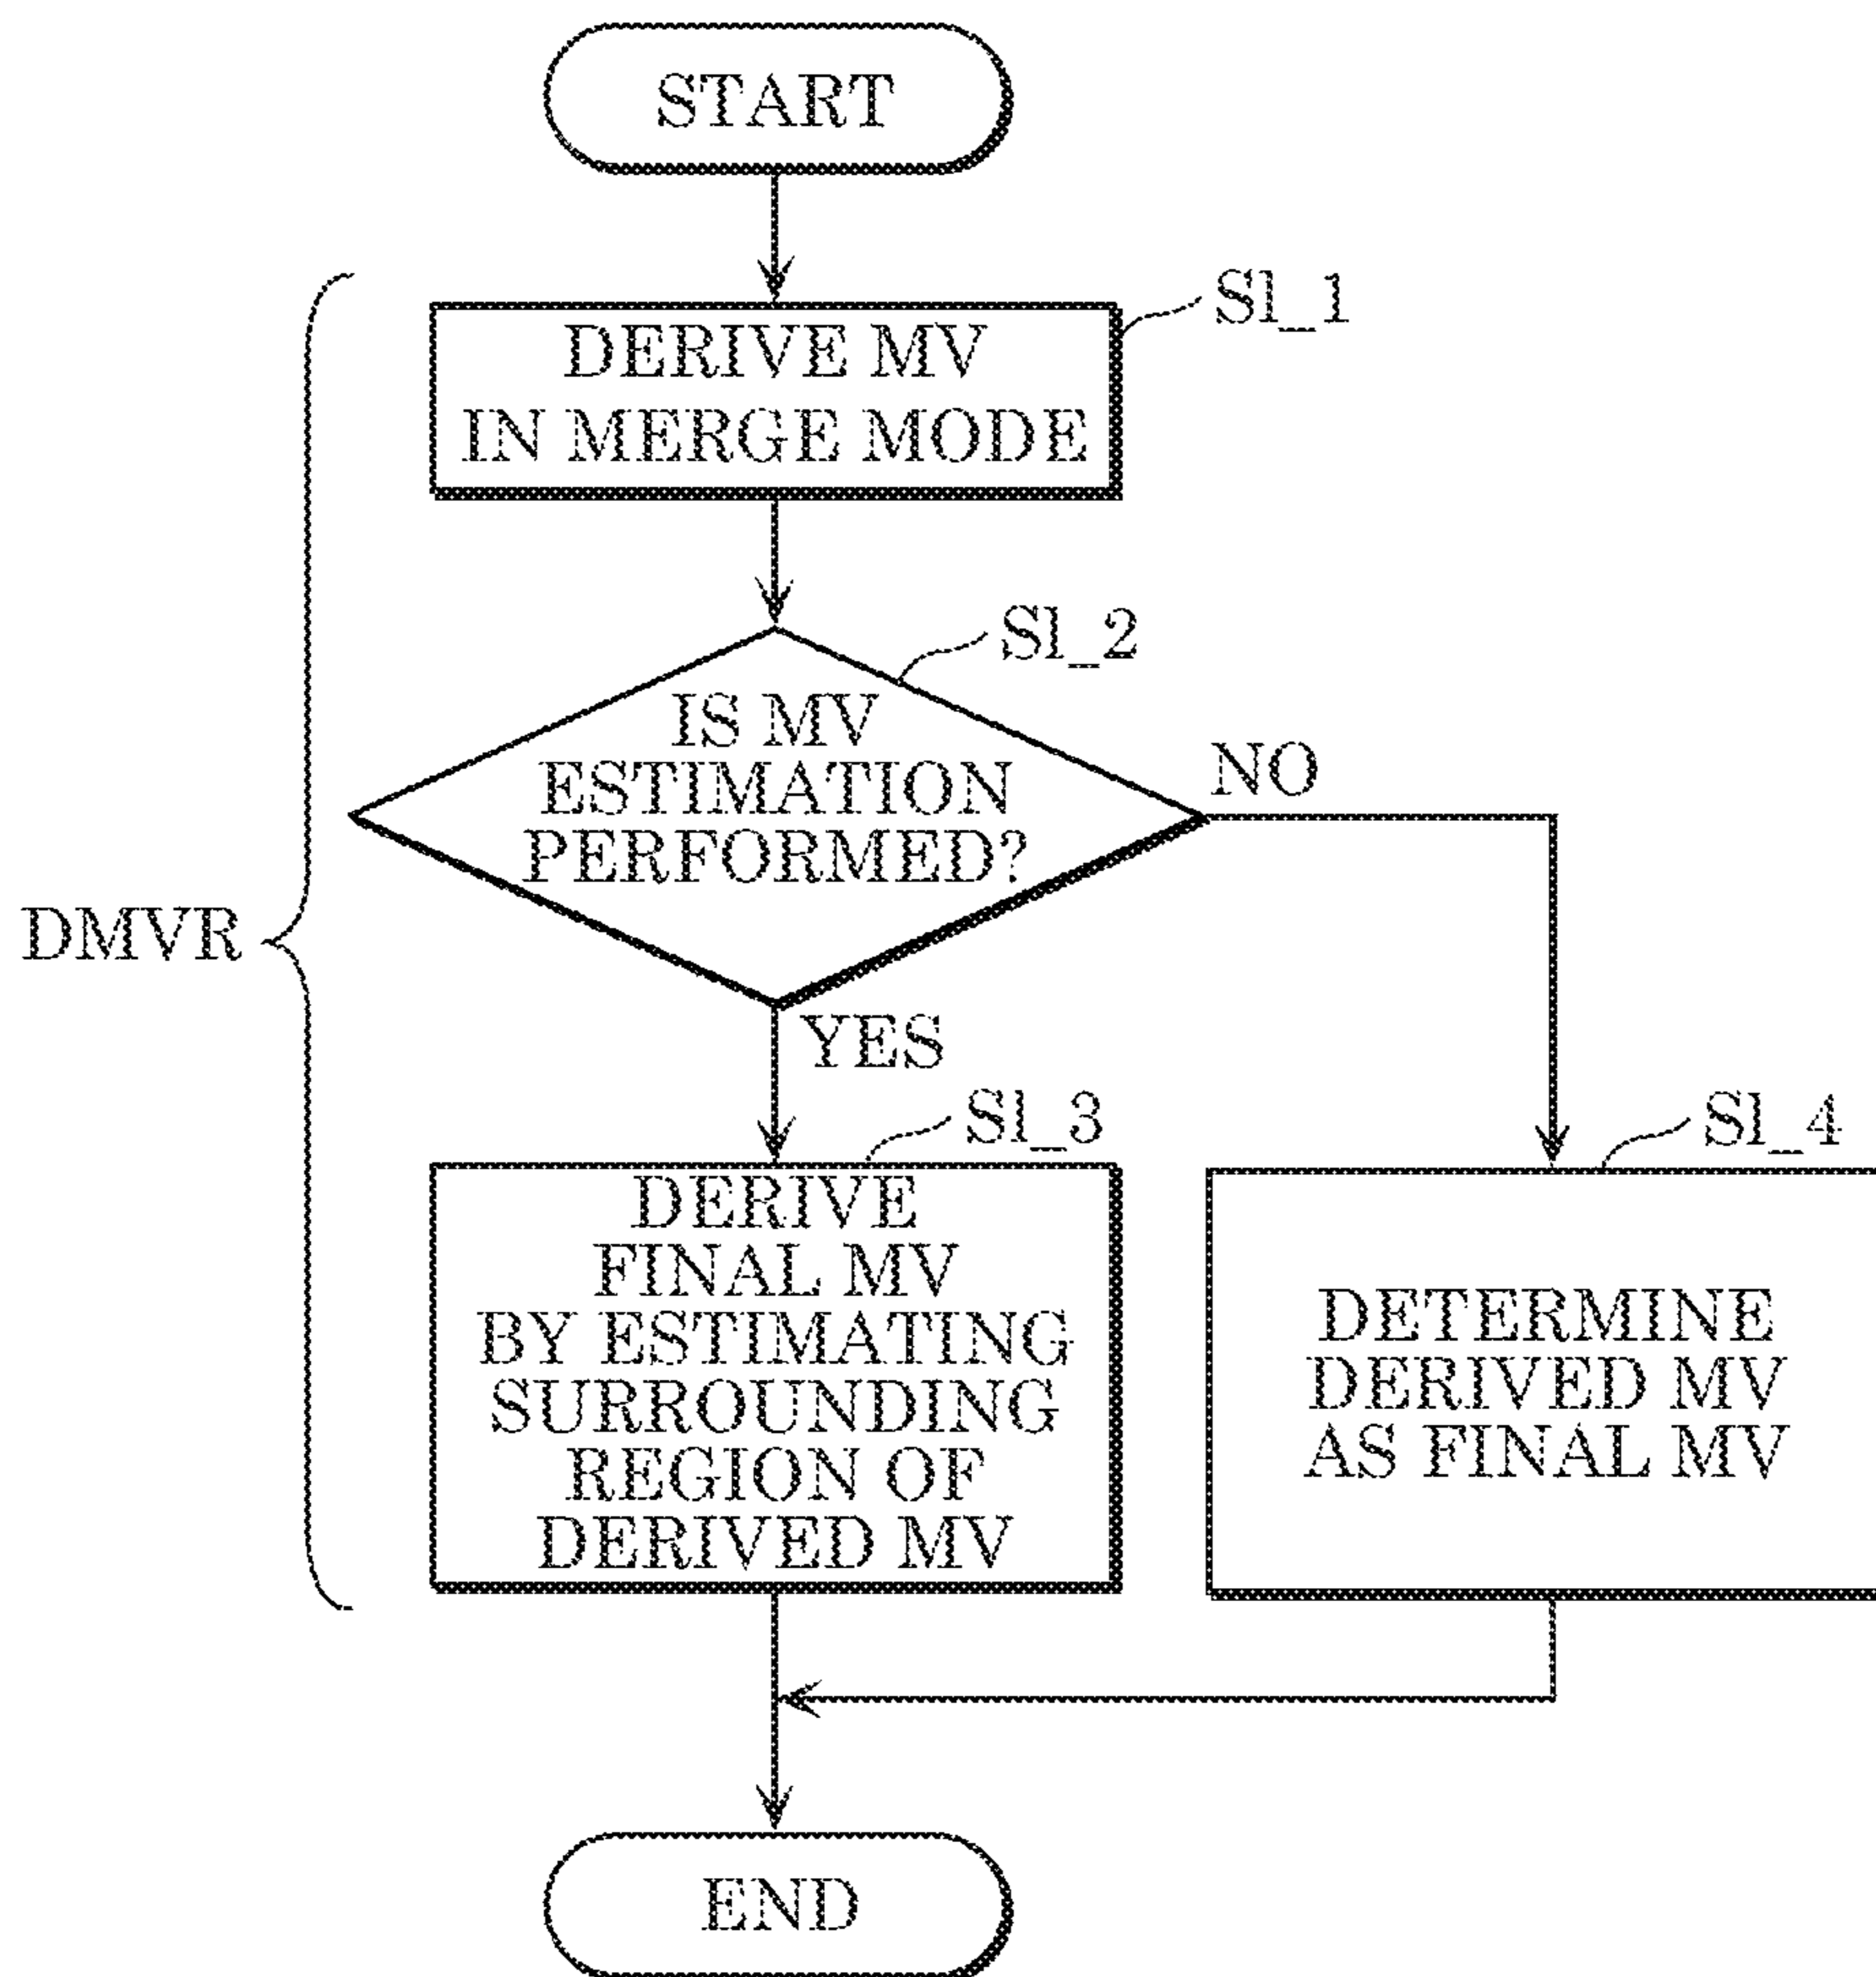 START
Sl_1
DERIVE MV
IN MERGE MODE
Sl_2
IS MV
ESTIMATION
PERFORMED?
NO
DMVR
YES
Sl_3
DERIVE
FINAL MV
BY ESTIMATING
SURROUNDING
REGION OF
DERIVED MV
Sl_4
DETERMINE
DERIVED MV
AS FINAL MV
END